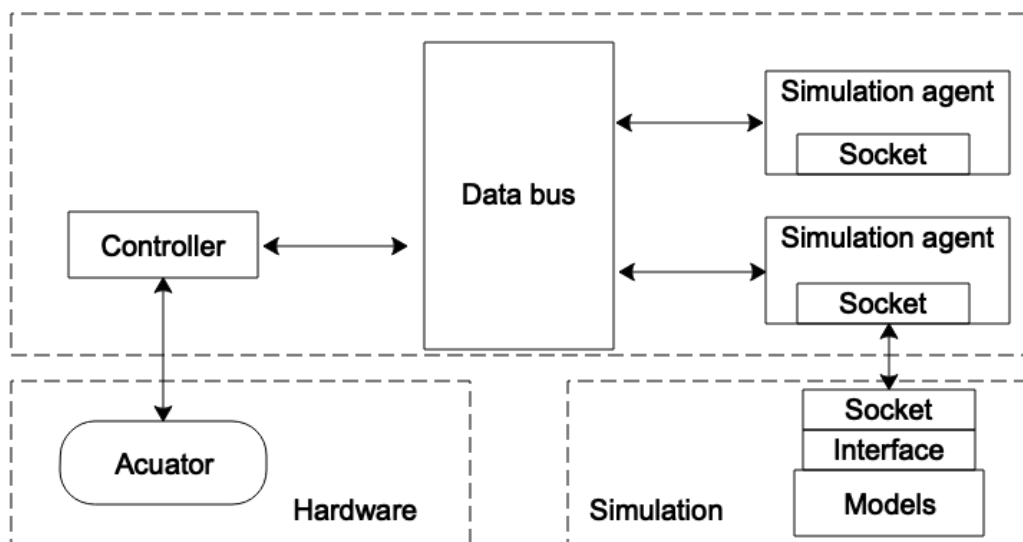 Simulation agent
Socket
Data bus
Controller
Simulation agent
Socket
Socket
Interface
Models
Acuator
Hardware
Simulation